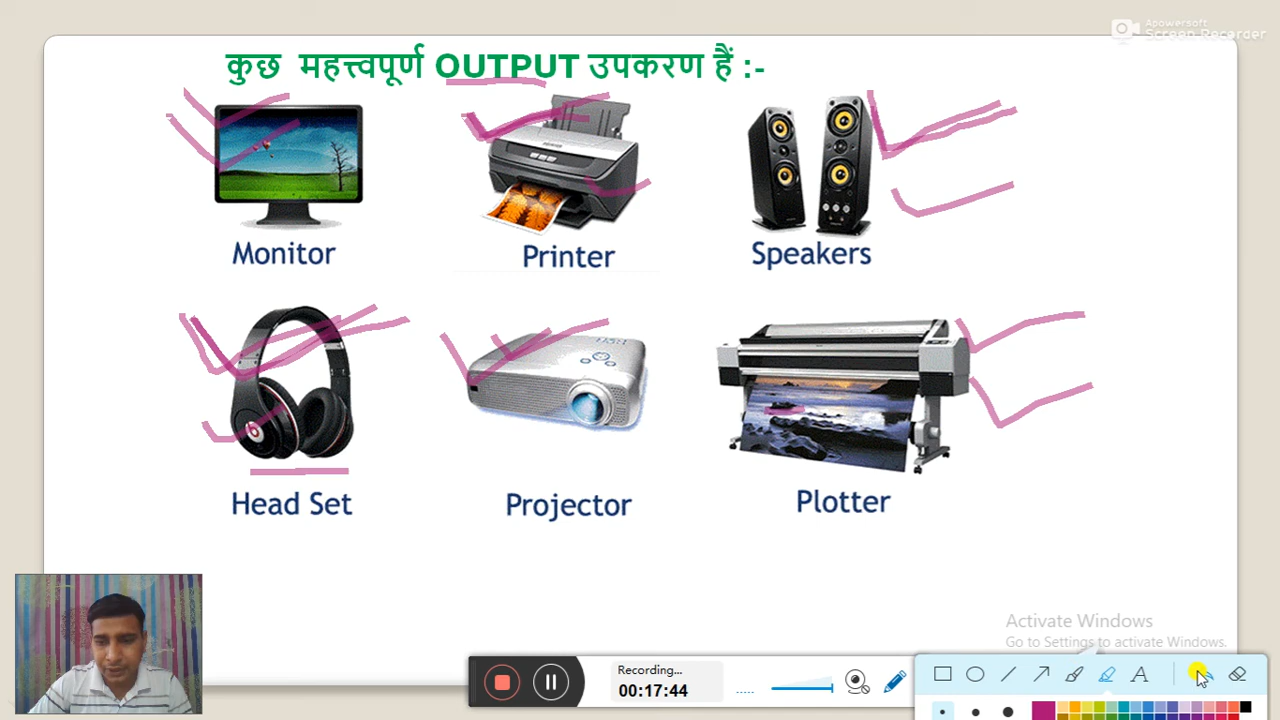 Apowersoft
Screen Recorder
कुछ महत्त्वपूर्ण OUTPUT उपकरण हैं :-
Monitor
Printer
Speakers
Head Set
Projector
Plotter
Activate Windows
Go to Settings to activate Windows.
Recording...
00:17:44
A